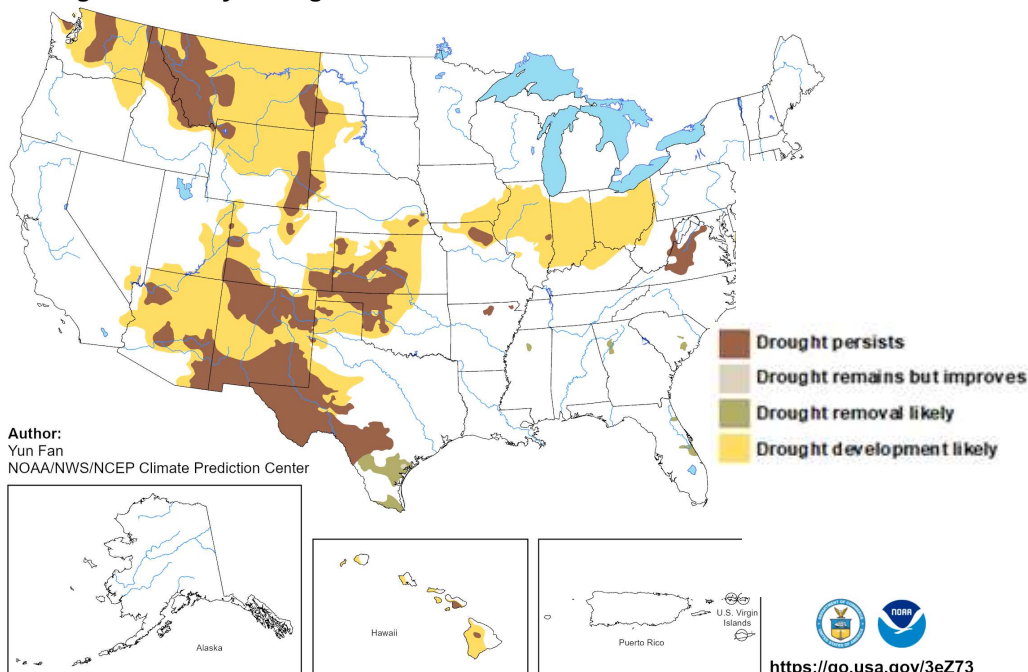 Drought persists
Drought remains but improves
Drought removal likely
Drought development likely
Author:
Yun Fan
NOAA/NWS/NCEP Climate Prediction Center
Alaska
Hawaii
Puerto Rico
U.S. Virgin
Islands
NOAA
https://go.usa.gov/3eZ73